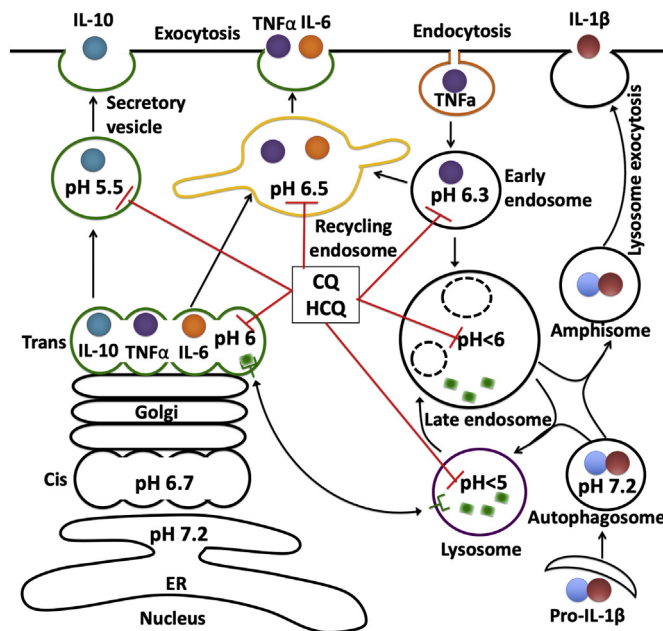 IL-10
Exocytosis
TNFα IL-6
Endocytosis
IL-1β
TNFa
Secretory
vesicle
pH 5.5
pH 6.5
pH 6.3
Early
endosome
Lysosome exocytosis
Recycling
endosome
CQ
HCQ
Amphisome
Trans
IL-10 TNFα IL-6
pH 6
pH<6
Late endosome
Golgi
Cis
pH 6.7
pH<5
Lysosome
pH 7.2
Autophagosome
pH 7.2
ER
Nucleus
Pro-IL-1β